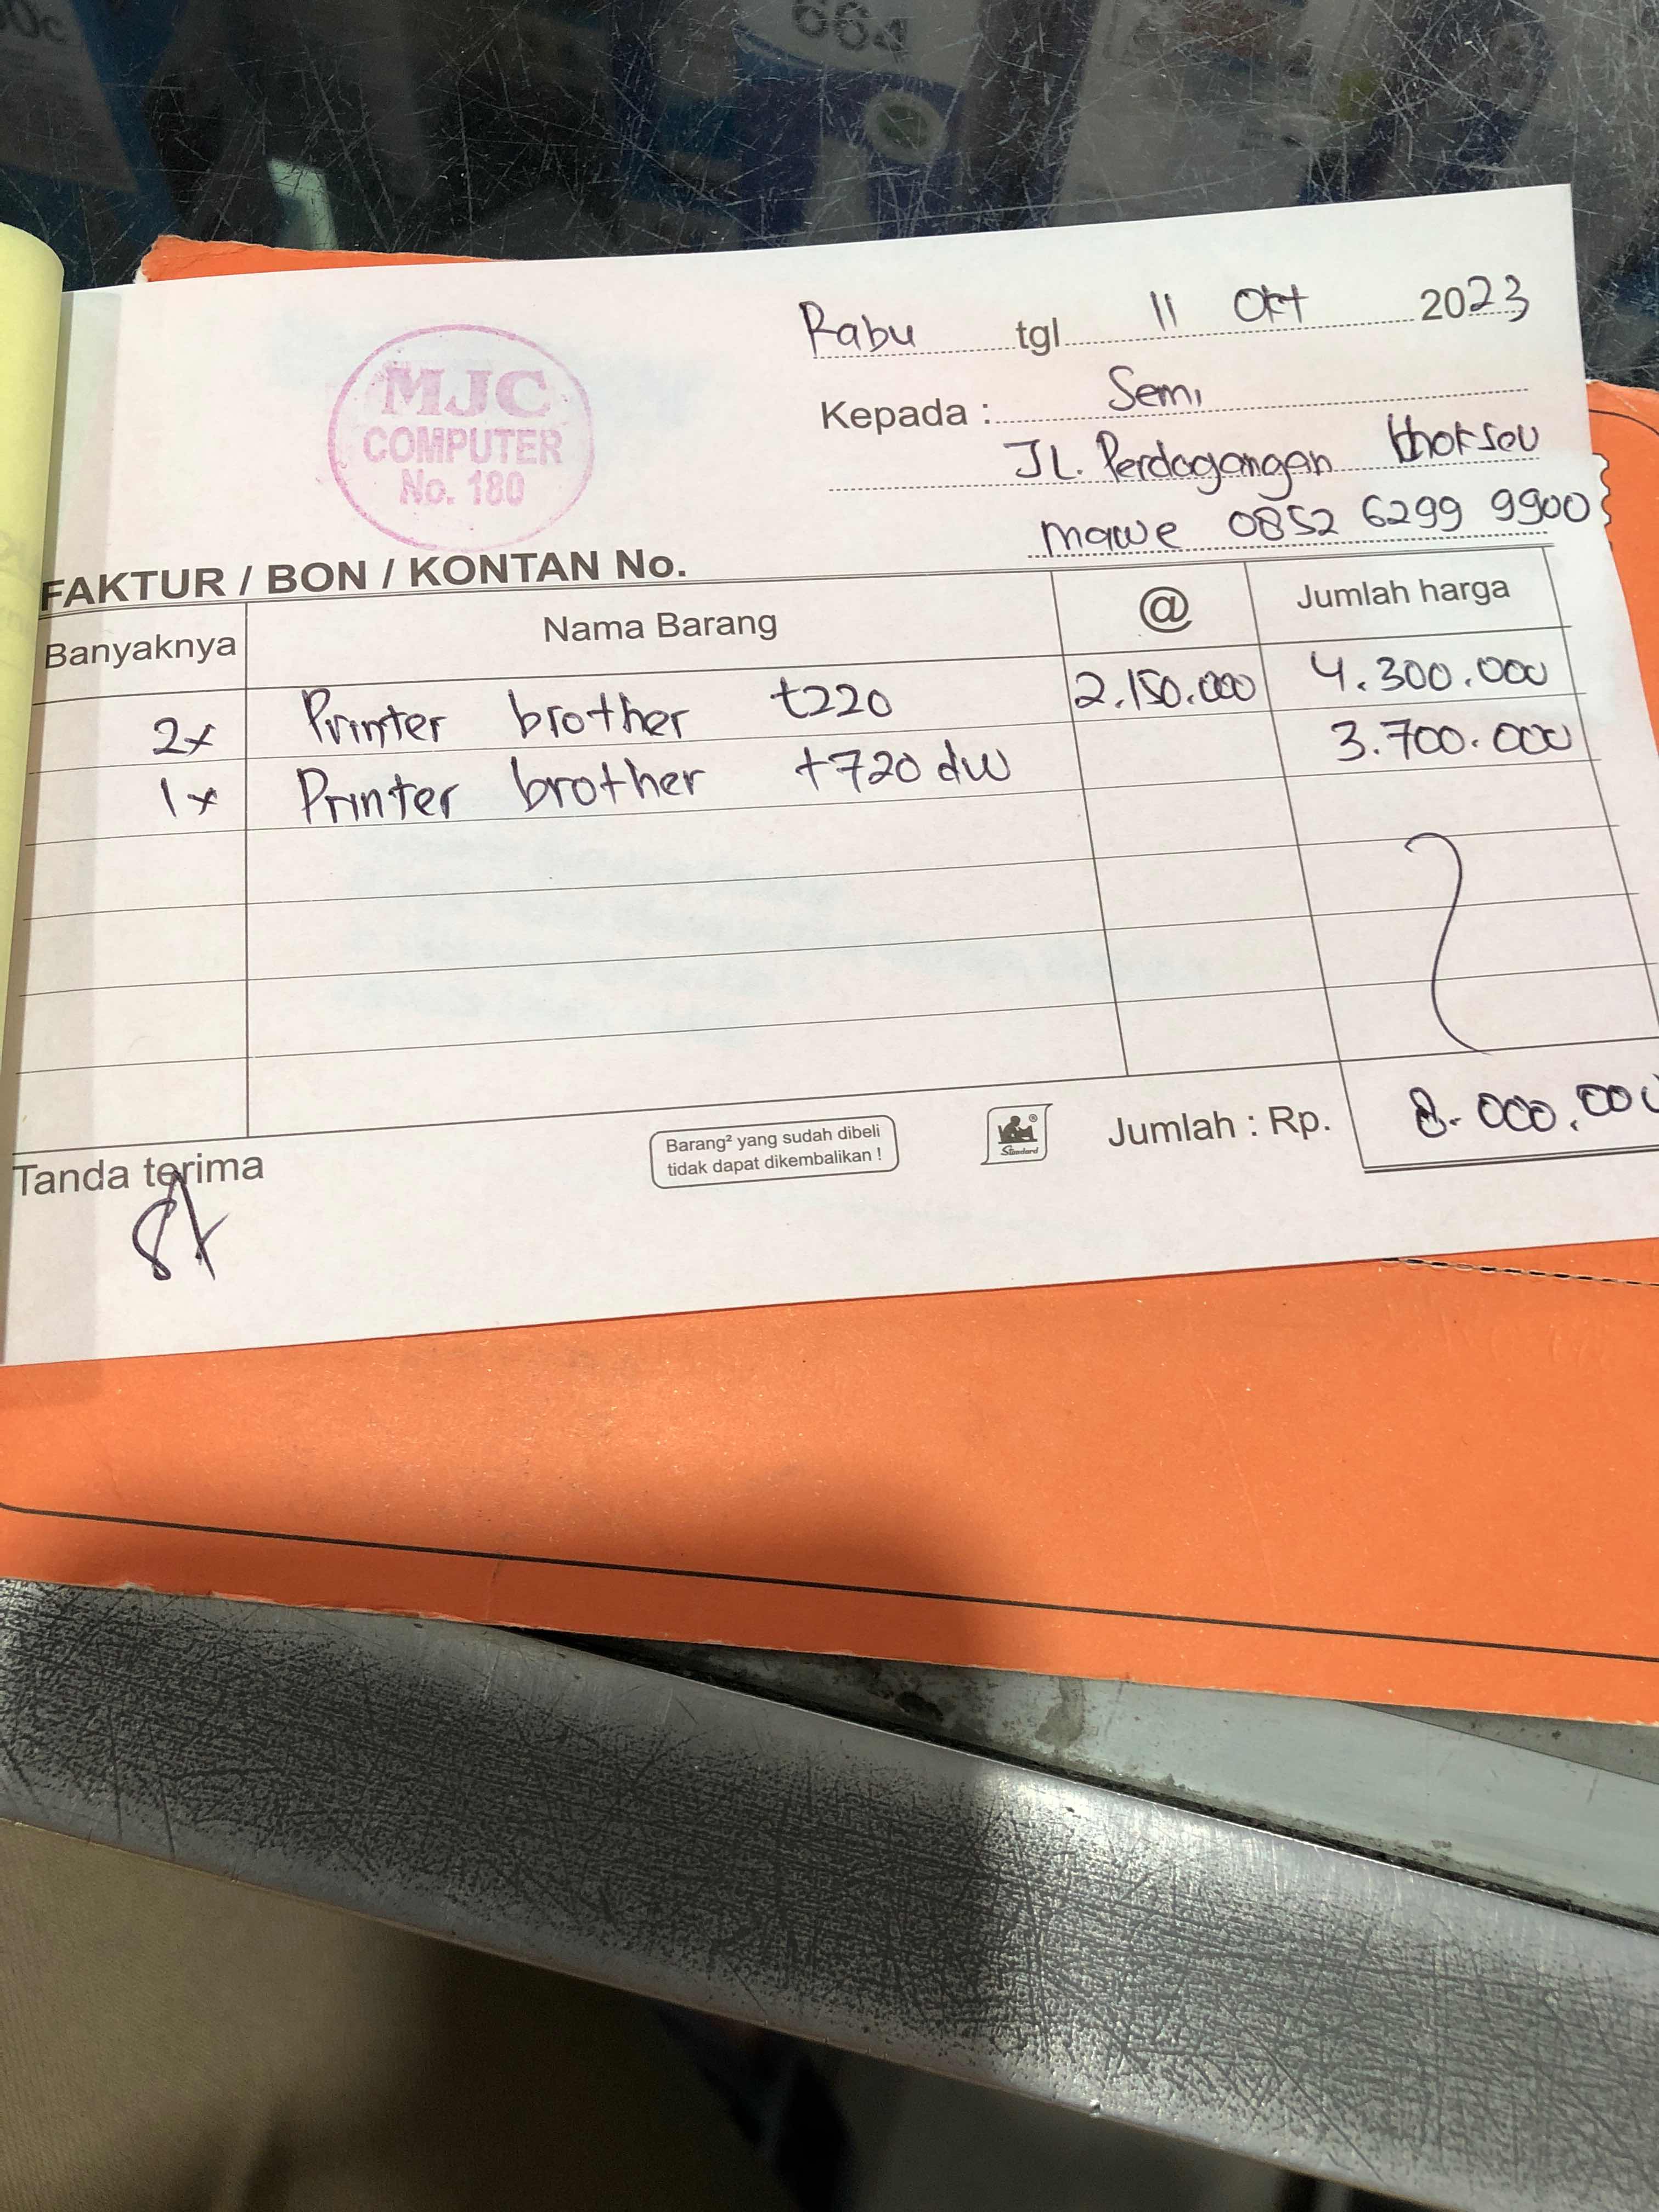 664
Rabu tgl 11 Okt 2023
MJC
COMPUTER
No. 180
Kepada : Semi
JL. Perdagangan
mawe 0852 6299 9900
FAKTUR / BON / KONTAN No.
Banyaknya Nama Barang @ Jumlah harga
2x Printer brother t220 2.150.000 4.300.000
1x Printer brother t720 dw 3.700.000
Barang² yang sudah dibeli
tidak dapat dikembalikan !
® Standard
Jumlah : Rp. 8.000.000
Tanda terima